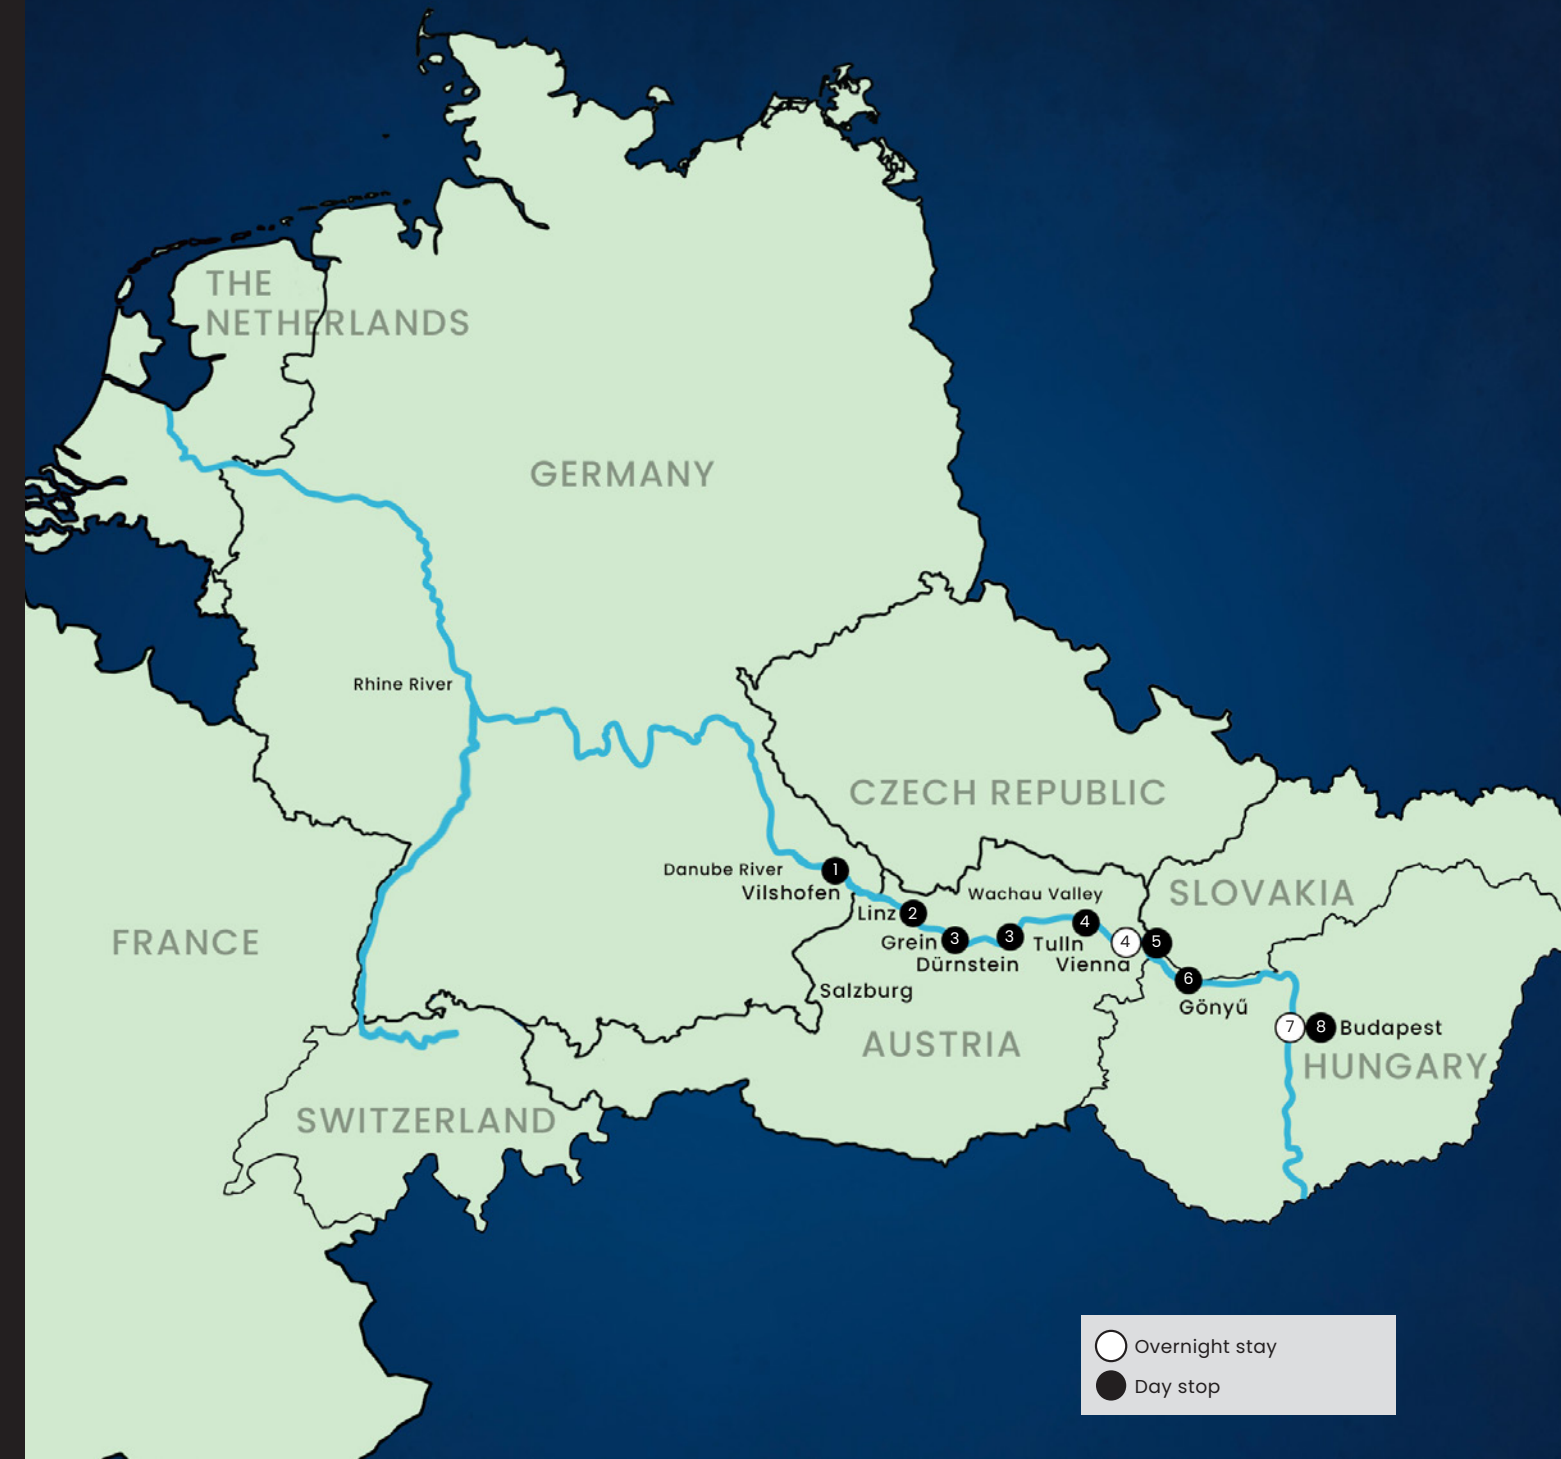 THE
NETHERLANDS
GERMANY
Rhine River
CZECH REPUBLIC
Danube River
1
Vilshofen
SLOVAKIA
Wachau Valley
Linz 2
FRANCE
Grein 3
3
Tulln
4
Dürnstein
Vienna
4 5
6
Gönyű
Salzburg
AUSTRIA
7 8 Budapest
HUNGARY
SWITZERLAND
Overnight stay
Day stop